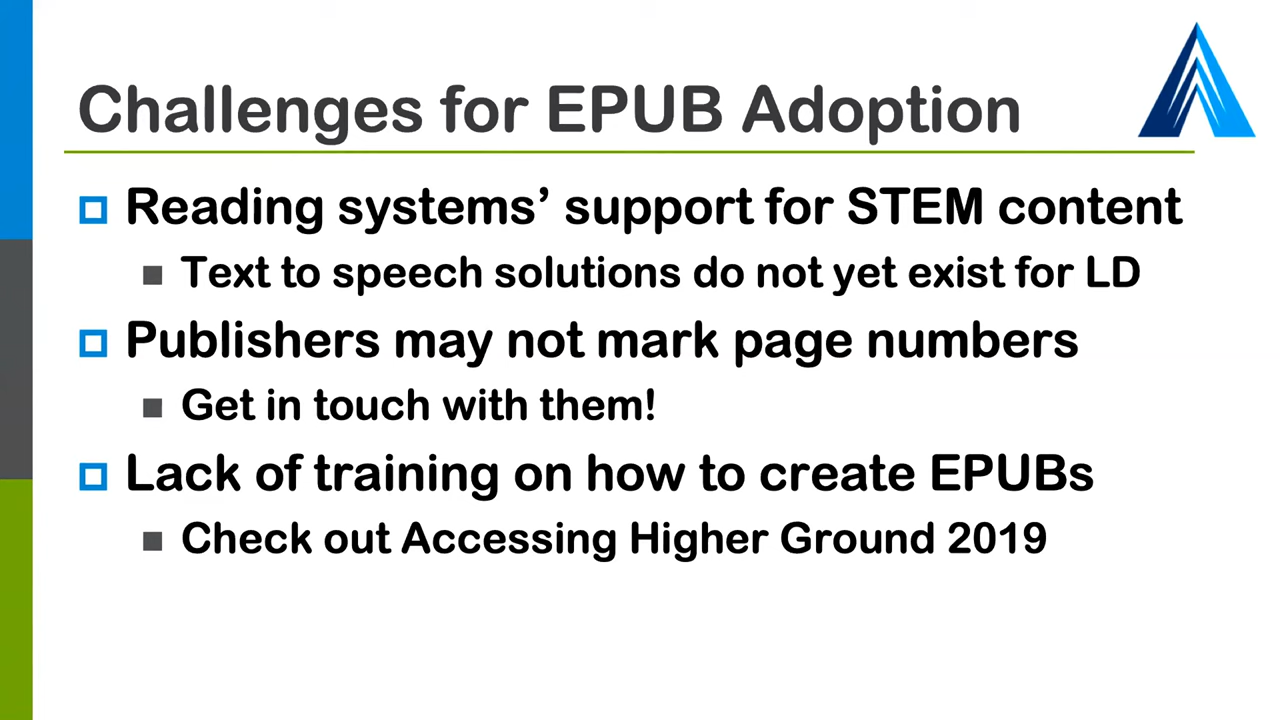 Challenges for EPUB Adoption
Reading systems’ support for STEM content
Text to speech solutions do not yet exist for LD
Publishers may not mark page numbers
Get in touch with them!
Lack of training on how to create EPUBs
Check out Accessing Higher Ground 2019